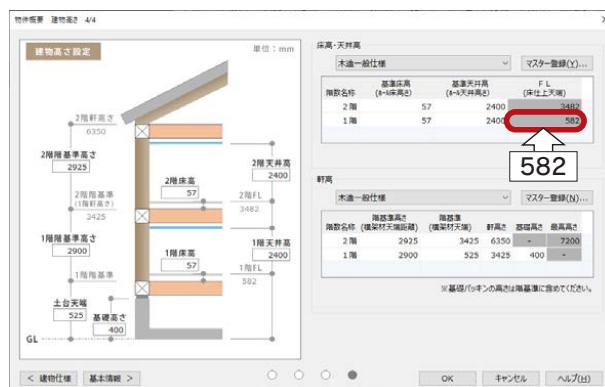 物件概要 建物高さ 4/4
建物高さ設定
単位：mm
2階軒高さ
6350
2階階基準高さ
2925
2階階基準
(1階軒高さ)
3425
2階床高
57
2階FL
3482
2階天井高
2400
1階階基準高さ
2900
1階階基準
1階床高
57
1階FL
582
1階天井高
2400
土台天端
525
基礎高さ
400
GL
床高・天井高
木造一般仕様
マスター登録(Y)...
階数名称 基準床高(ﾎｰﾙ床高さ) 基準天井高(ﾎｰﾙ天井高さ) FL(床仕上天端)
2階 57 2400 3482
1階 57 2400 582
582
軒高
木造一般仕様
マスター登録(N)...
階数名称 階基準高さ(横架材天端距離) 階基準(横架材天端) 軒高さ 基礎高さ 最高高さ
2階 2925 3425 6350 - 7200
1階 2900 525 3425 400 -
※基礎パッキンの高さは階基準に含めてください。
< 建物仕様 基本情報 >
OK キャンセル ヘルプ(H)